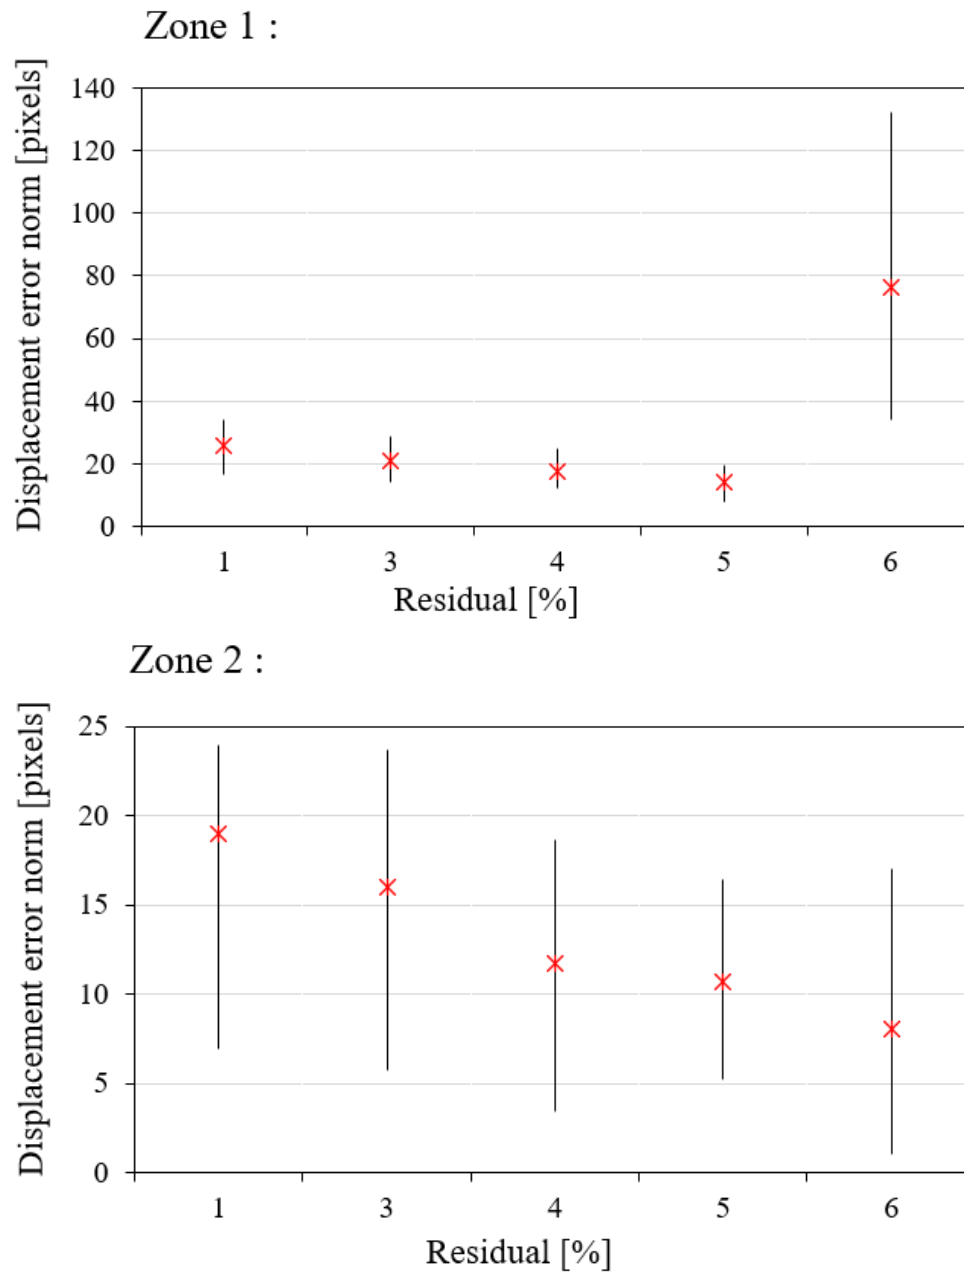 Zone 1 :
Displacement error norm [pixels]
140
120
100
80
60
40
20
0
1 3 4 5 6
Residual [%]
Zone 2 :
Displacement error norm [pixels]
25
20
15
10
5
0
1 3 4 5 6
Residual [%]